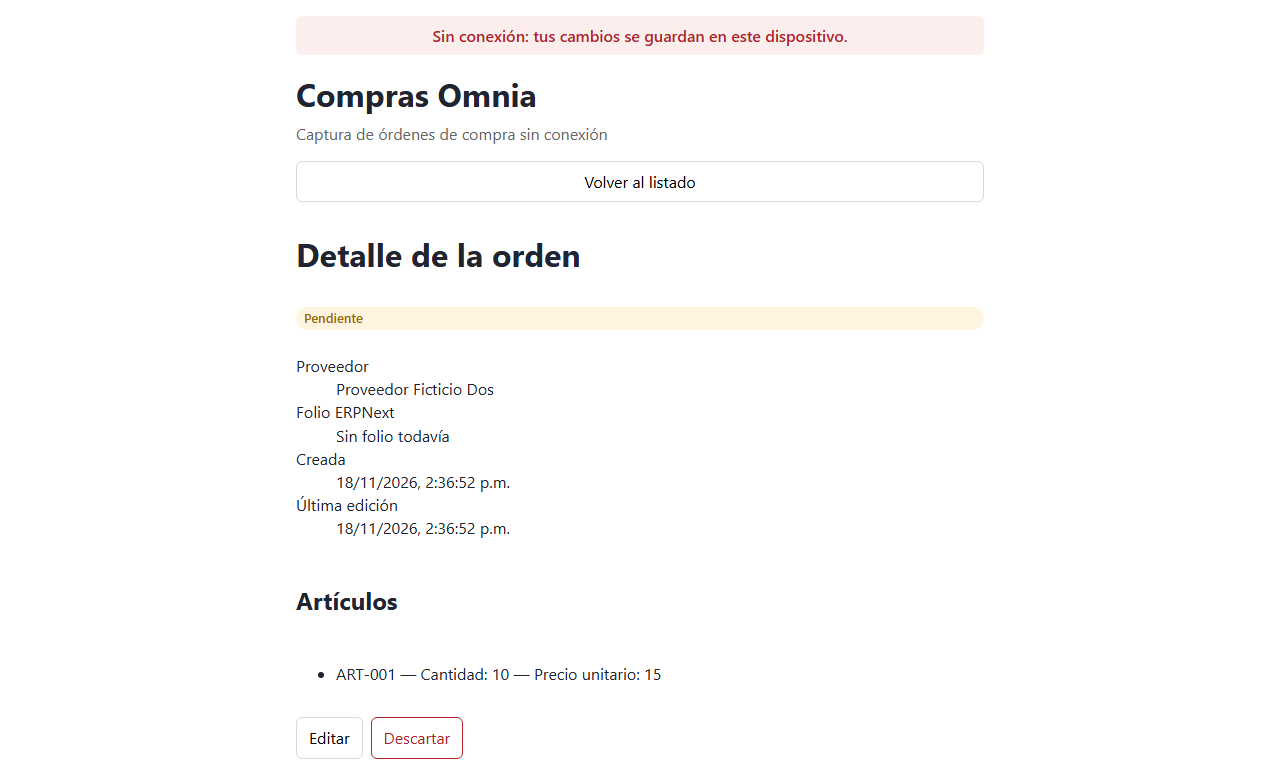 Sin conexión: tus cambios se guardan en este dispositivo.
Compras Omnia
Captura de órdenes de compra sin conexión
Volver al listado
Detalle de la orden
Pendiente
Proveedor
Proveedor Ficticio Dos
Folio ERPNext
Sin folio todavía
Creada
18/11/2026, 2:36:52 p.m.
Última edición
18/11/2026, 2:36:52 p.m.
Artículos
• ART-001 — Cantidad: 10 — Precio unitario: 15
Editar Descartar